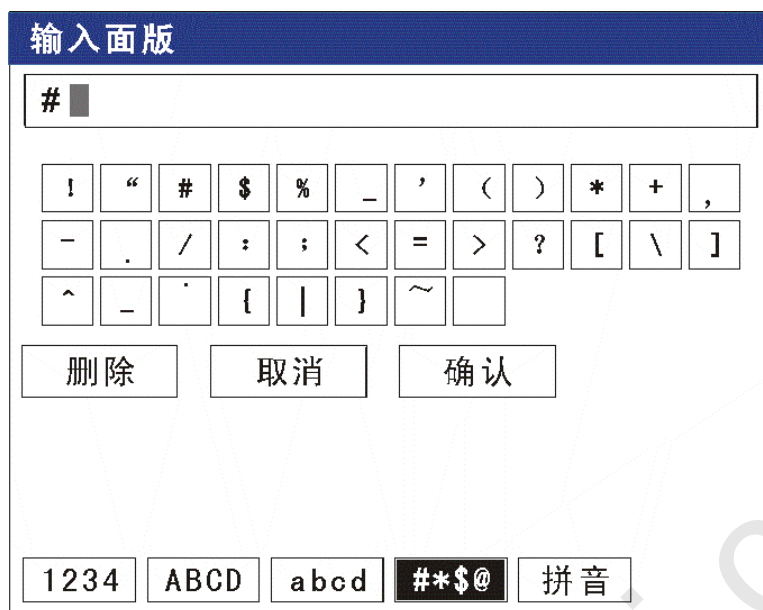 输入面版
#
! “ # $ % _ ’ ( ) * + ,
- . / : ; < = > ? [ \ ]
^ _ ˙ { | } ~
删除 取消 确认
1234 ABCD abcd #*$@ 拼音